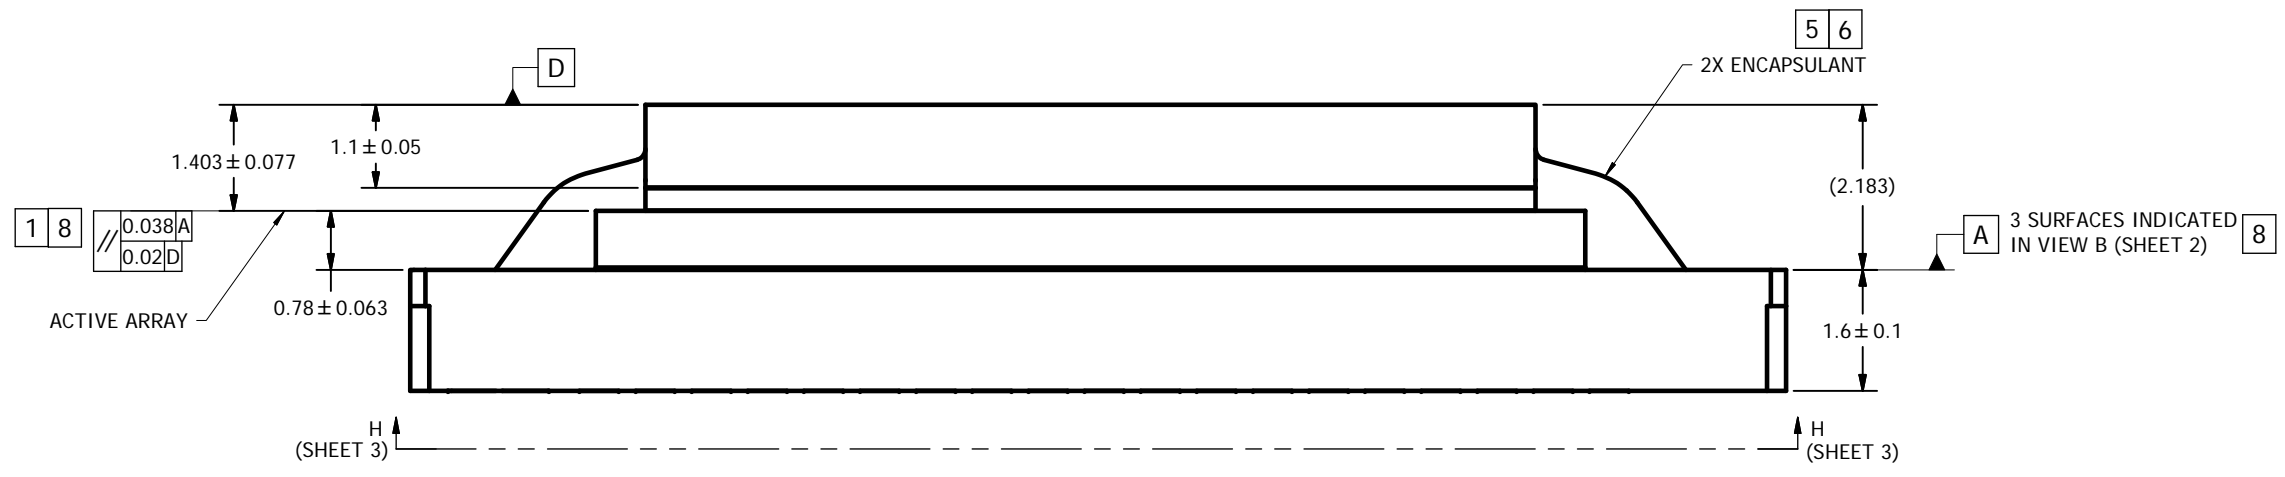 5 6
2X ENCAPSULANT
D
1.1 ± 0.05
1.403 ± 0.077
(2.183)
1 8
// 0.038 A
0.02 D
A
3 SURFACES INDICATED
IN VIEW B (SHEET 2)
8
0.78 ± 0.063
ACTIVE ARRAY
1.6 ± 0.1
H
(SHEET 3)
H
(SHEET 3)